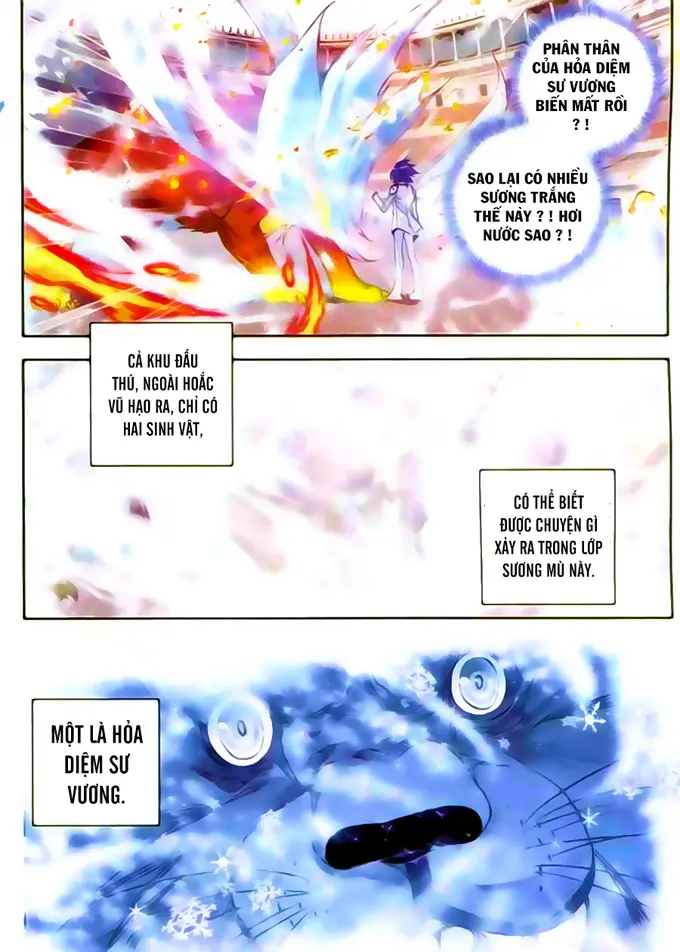 PHÂN THÂN
CỦA HỎA DIỆM
SƯ VƯƠNG
BIẾN MẤT RỒI
?!
SAO LẠI CÓ NHIỀU
SƯƠNG TRẮNG
THẾ NÀY ?! HƠI
NƯỚC SAO ?!
CẢ KHU ĐẤU
THÚ, NGOÀI HOẮC
VŨ HẠO RA, CHỈ CÓ
HAI SINH VẬT,
CÓ THỂ BIẾT
ĐƯỢC CHUYỆN GÌ
XẢY RA TRONG LỚP
SƯƠNG MÙ NÀY.
MỘT LÀ HỎA
DIỆM SƯ
VƯƠNG.